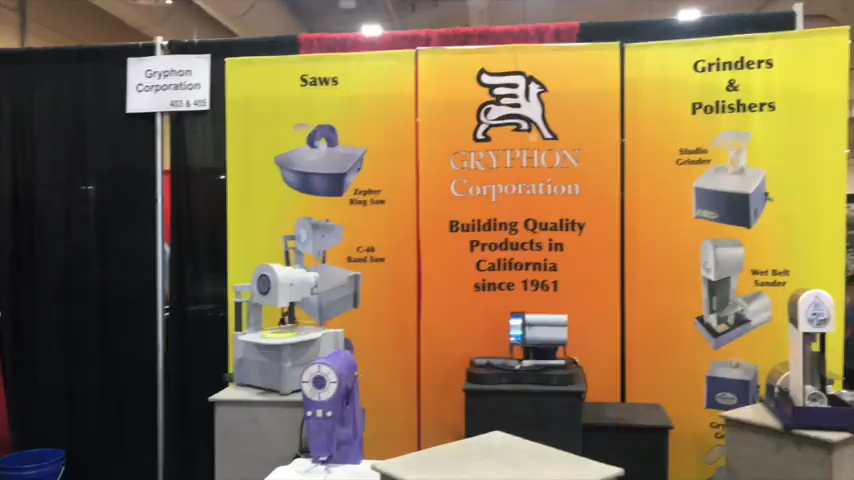 Gryphon
Corporation
403 & 405
Saws
Zephyr
Ring Saw
C-40
Band Saw
GRYPHON
Corporation
Building Quality
Products in
California
since 1961
Grinders
&
Polishers
Studio
Grinder
Wet Belt
Sander